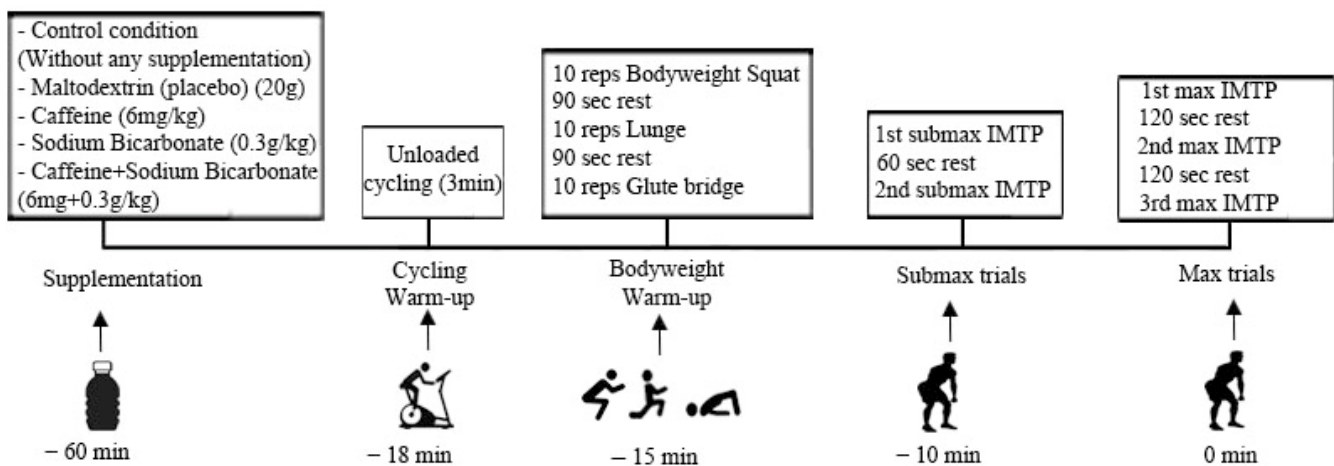 - Control condition
(Without any supplementation)
- Maltodextrin (placebo) (20g)
- Caffeine (6mg/kg)
- Sodium Bicarbonate (0.3g/kg)
- Caffeine+Sodium Bicarbonate
(6mg+0.3g/kg)
Unloaded
cycling (3min)
10 reps Bodyweight Squat
90 sec rest
10 reps Lunge
90 sec rest
10 reps Glute bridge
1st submax IMTP
60 sec rest
2nd submax IMTP
1st max IMTP
120 sec rest
2nd max IMTP
120 sec rest
3rd max IMTP
Supplementation
Cycling
Warm-up
Bodyweight
Warm-up
Submax trials
Max trials
– 60 min
– 18 min
– 15 min
– 10 min
0 min